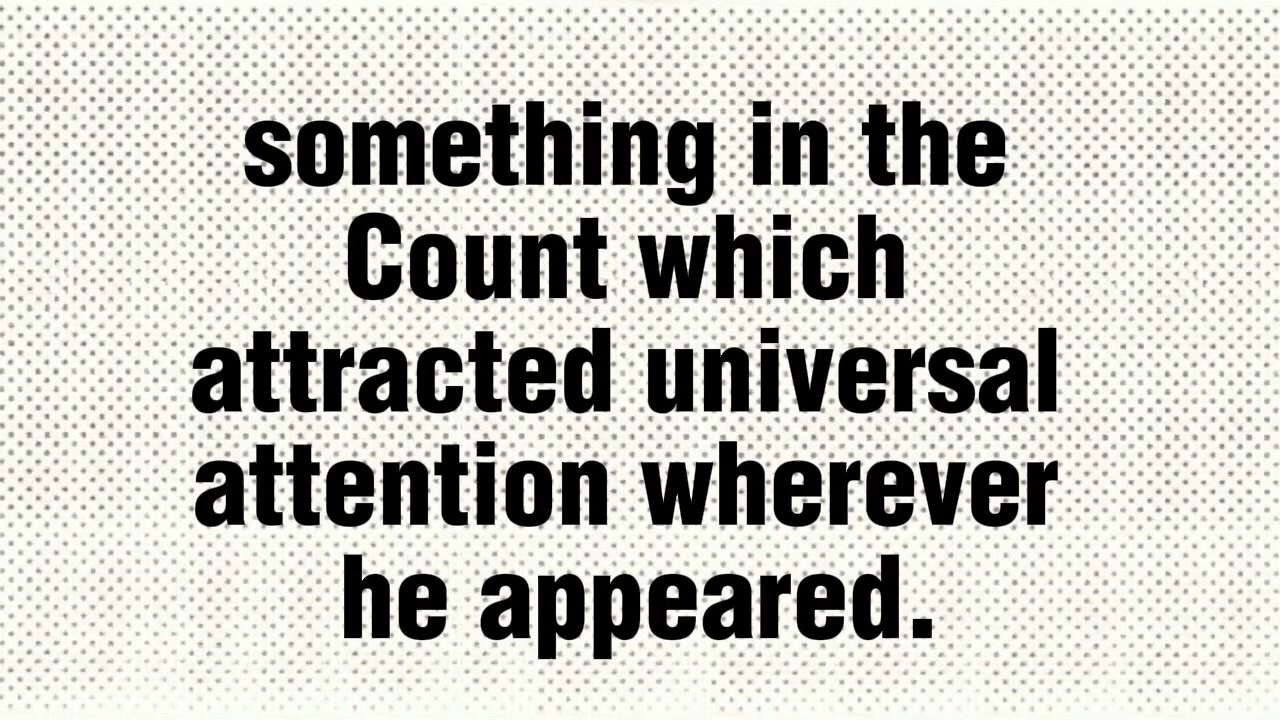 something in the
Count which
attracted universal
attention wherever
he appeared.